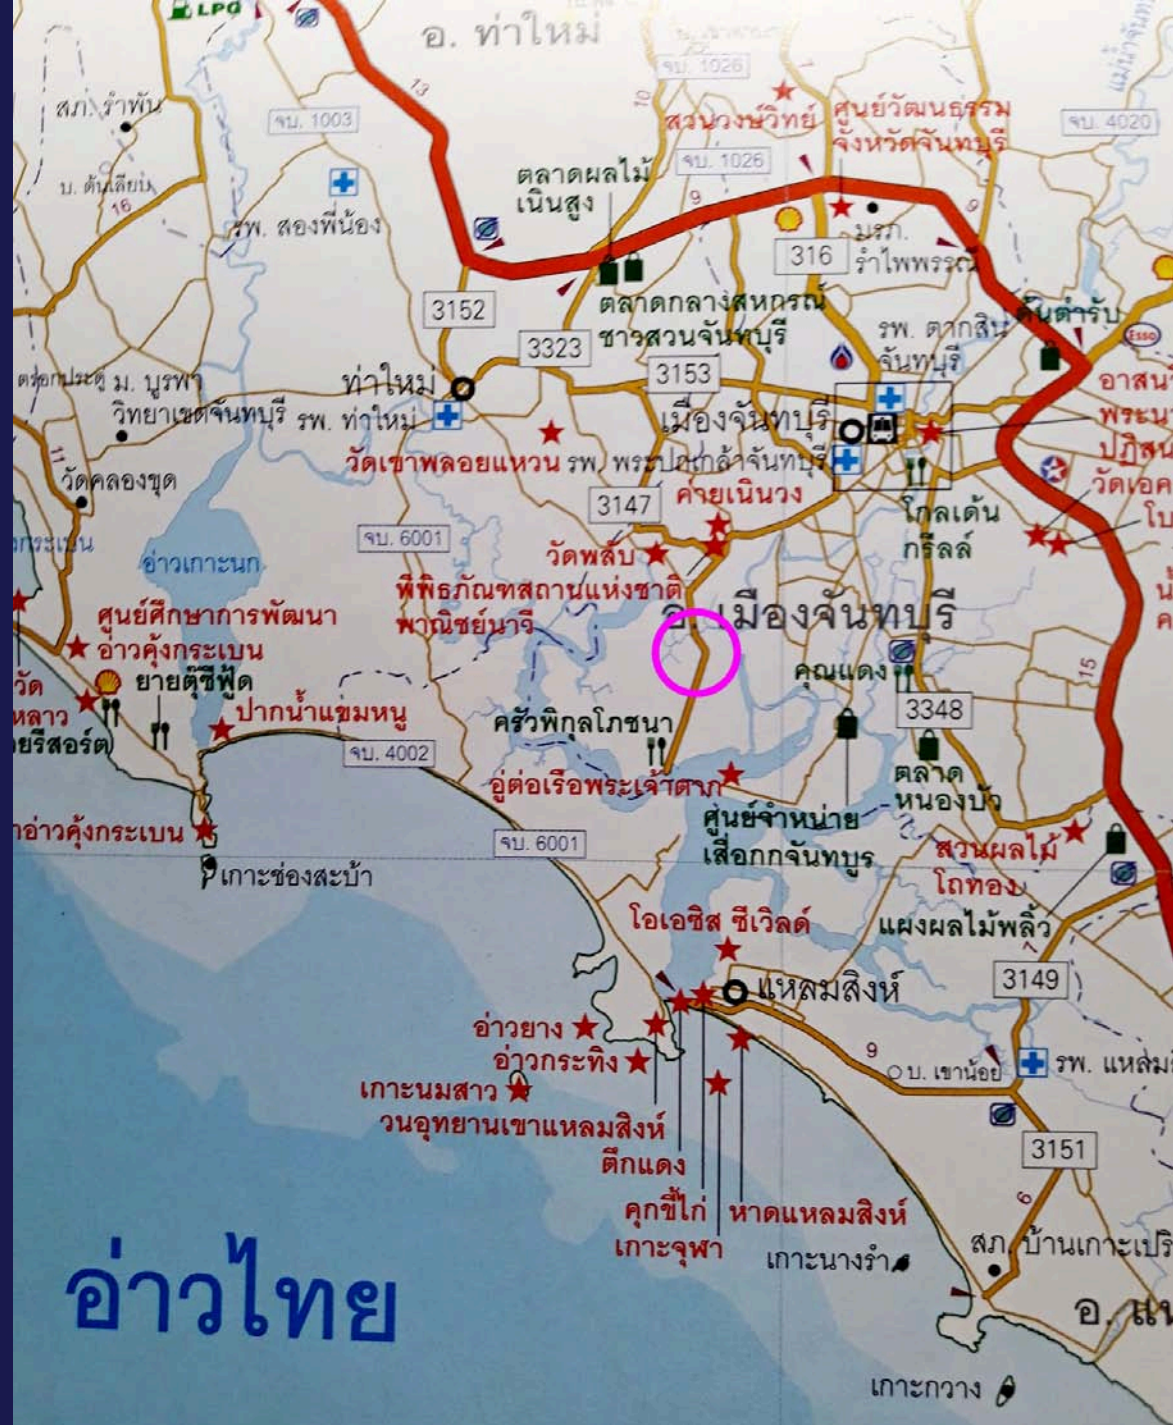 LPG
อ. ท่าใหม่
13
10
จบ. 1026
สภ. รำพัน
จบ. 1003
สวนวงษ์วิทย์
ศูนย์วัฒนธรรม
จังหวัดจันทบุรี
จบ. 4020
จบ. 1026
ตลาดผลไม้
เนินสูง
16
รพ. สองพี่น้อง
9
9
316
มรภ.
รำไพพรรณี
3152
ตลาดกลางสหกรณ์
ชาวสวนจันทบุรี
รพ. ตากสิน
จันทบุรี
Esso
3323
3153
ท่าใหม่
ม. บูรพา
วิทยาเขตจันทบุรี
รพ. ท่าใหม่
เมืองจันทบุรี
11
วัดเขาพลอยแหวน
รพ. พระปกเกล้าจันทบุรี
วัดคลองขุด
3147
ค่ายเนินวง
โกลเด้น
กรีลล์
จบ. 6001
อ่าวเกาะนก
วัดพลับ
พิพิธภัณฑสถานแห่งชาติ
พาณิชย์นาวี
อ. เมืองจันทบุรี
ศูนย์ศึกษาการพัฒนา
อ่าวคุ้งกระเบน
15
คุณแดง
ยายตุ๊ซีฟู้ด
วัด
ปากน้ำแขมหนู
3348
ครัวพิกุลโภชนา
จบ. 4002
อู่ต่อเรือพระเจ้าตาก
ตลาด
หนองบัว
ศูนย์จำหน่าย
เสื่อกกจันทบูร
จบ. 6001
สวนผลไม้
โถทอง
เกาะช่องสะบ้า
โอเอซิส ซีเวิลด์
แผงผลไม้พลิ้ว
7
3149
แหลมสิงห์
อ่าวยาง
อ่าวกระทิง
9
บ. เขาน้อย
เกาะนมสาว
วนอุทยานเขาแหลมสิงห์
3151
ตึกแดง
6
คุกขี้ไก่
หาดแหลมสิงห์
เกาะจุฬา
เกาะนางรำ
อ่าวไทย
เกาะกวาง